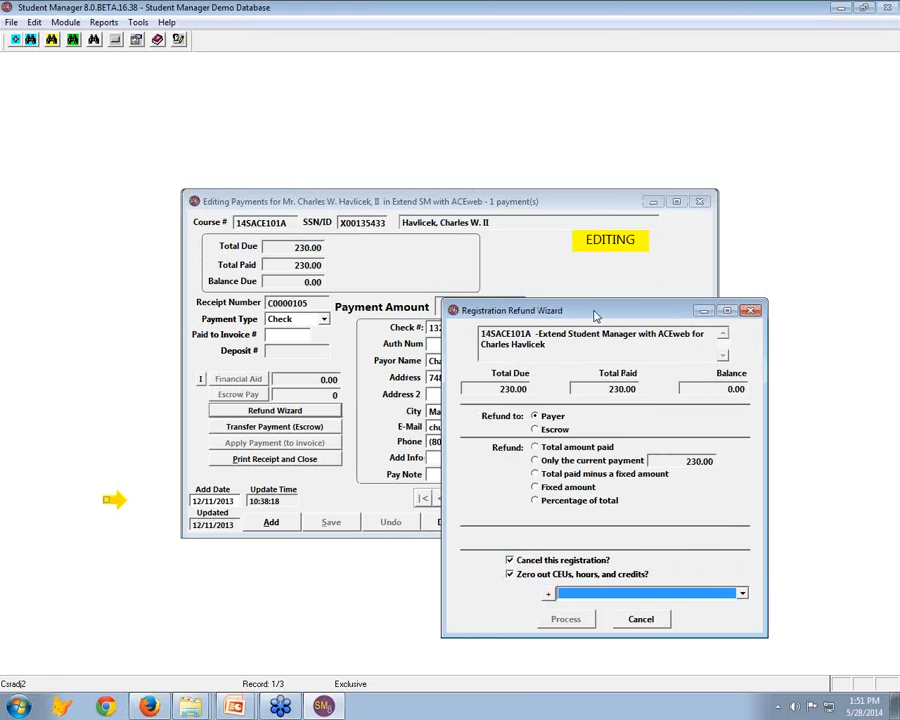 Student Manager 8.0.BETA.16.38 - Student Manager Demo Database
File Edit Module Reports Tools Help
Editing Payments for Mr. Charles W. Havlicek, II in Extend SM with ACEweb - 1 payment(s)
Course # 14SACE101A SSN/ID X00135433 Havlicek, Charles W. II
EDITING
Total Due 230.00
Total Paid 230.00
Balance Due 0.00
Receipt Number C0000105 Payment Amount
Payment Type Check
Paid to Invoice #
Deposit #
Check #: 132
Auth Num
Payor Name Cha
Address 748
Address 2
City Ma
E-Mail chu
Phone (80
Add Info
Pay Note
I Financial Aid 0.00
Escrow Pay 0
Refund Wizard
Transfer Payment (Escrow)
Apply Payment (to invoice)
Print Receipt and Close
Add Date Update Time
12/11/2013 10:38:18
Updated
12/11/2013 Add Save Undo
Registration Refund Wizard
14SACE101A -Extend Student Manager with ACEweb for
Charles Havlicek
Total Due Total Paid Balance
230.00 230.00 0.00
Refund to: Payer
Escrow
Refund: Total amount paid
Only the current payment 230.00
Total paid minus a fixed amount
Fixed amount
Percentage of total
Cancel this registration?
Zero out CEUs, hours, and credits?
+
Process Cancel
Csradj2 Record: 1/3 Exclusive
1:51 PM
5/28/2014